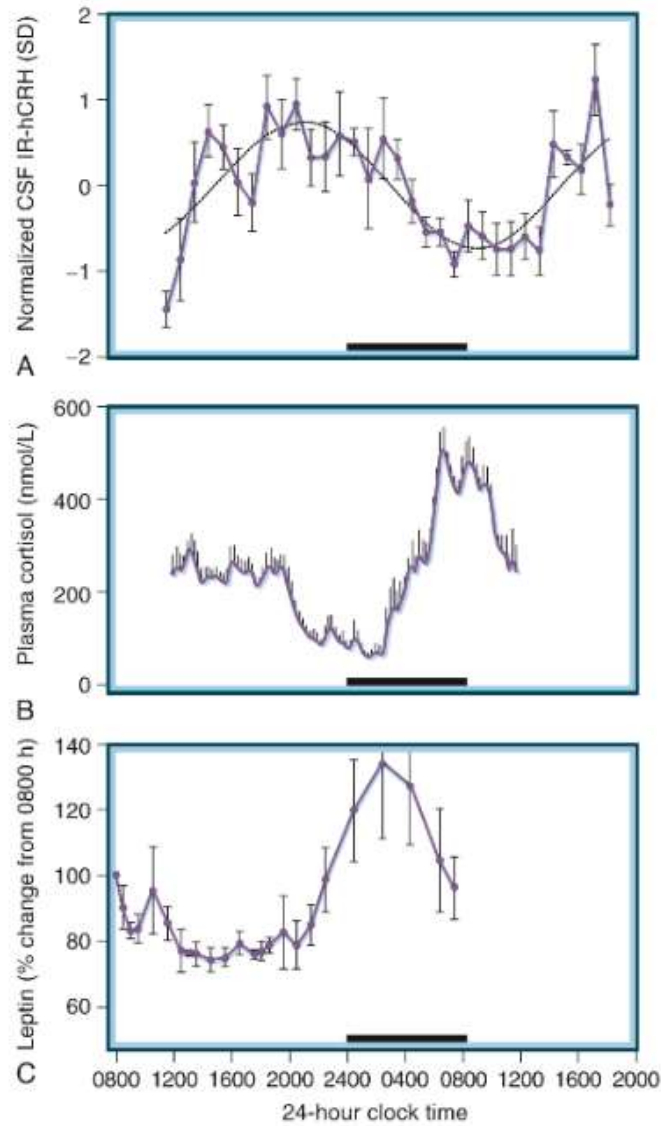 Normalized CSF IR-hCRH (SD)
2
1
0
−1
−2
A
Plasma cortisol (nmol/L)
600
400
200
0
B
Leptin (% change from 0800 h)
140
120
100
80
60
C
0800 1200 1600 2000 2400 0400 0800 1200 1600 2000
24-hour clock time